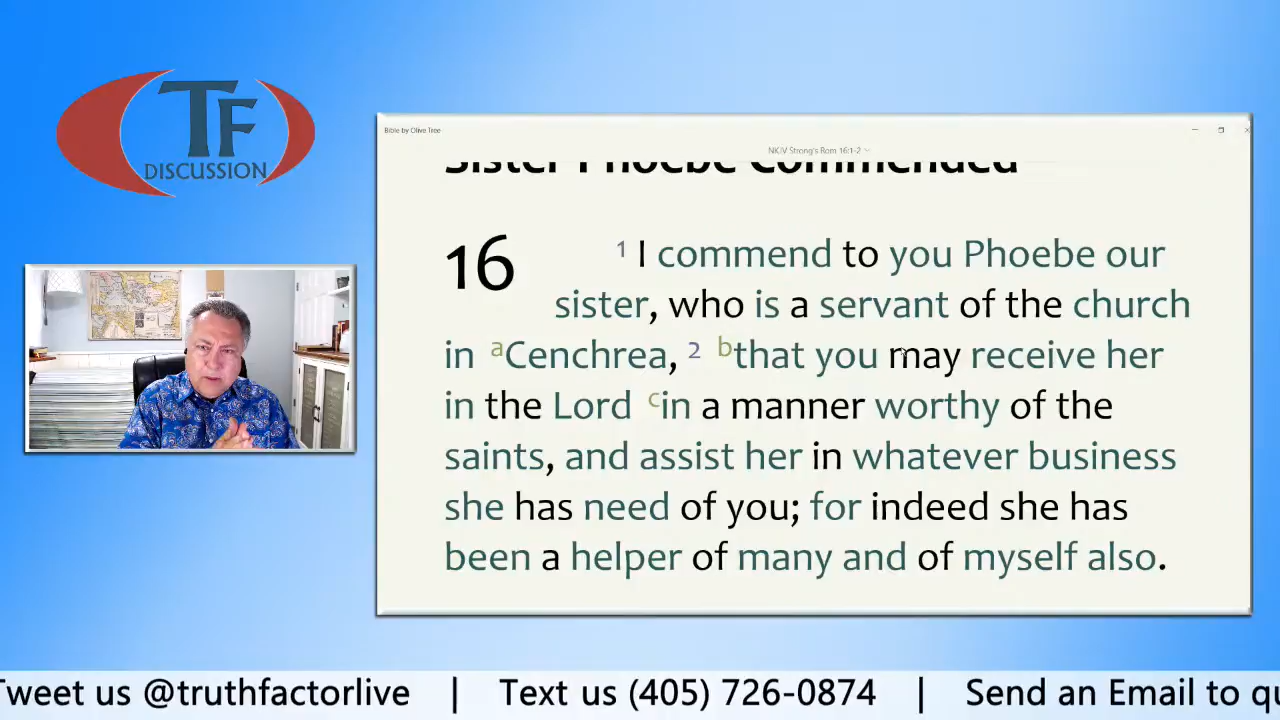 TF
DISCUSSION
Bible by Olive Tree
NKJV Strong's Rom 16:1-2
Sister Phoebe Commended
16 1 I commend to you Phoebe our
sister, who is a servant of the church
in aCenchrea, 2 bthat you may receive her
in the Lord cin a manner worthy of the
saints, and assist her in whatever business
she has need of you; for indeed she has
been a helper of many and of myself also.
Tweet us @truthfactorlive | Text us (405) 726-0874 | Send an Email to qu